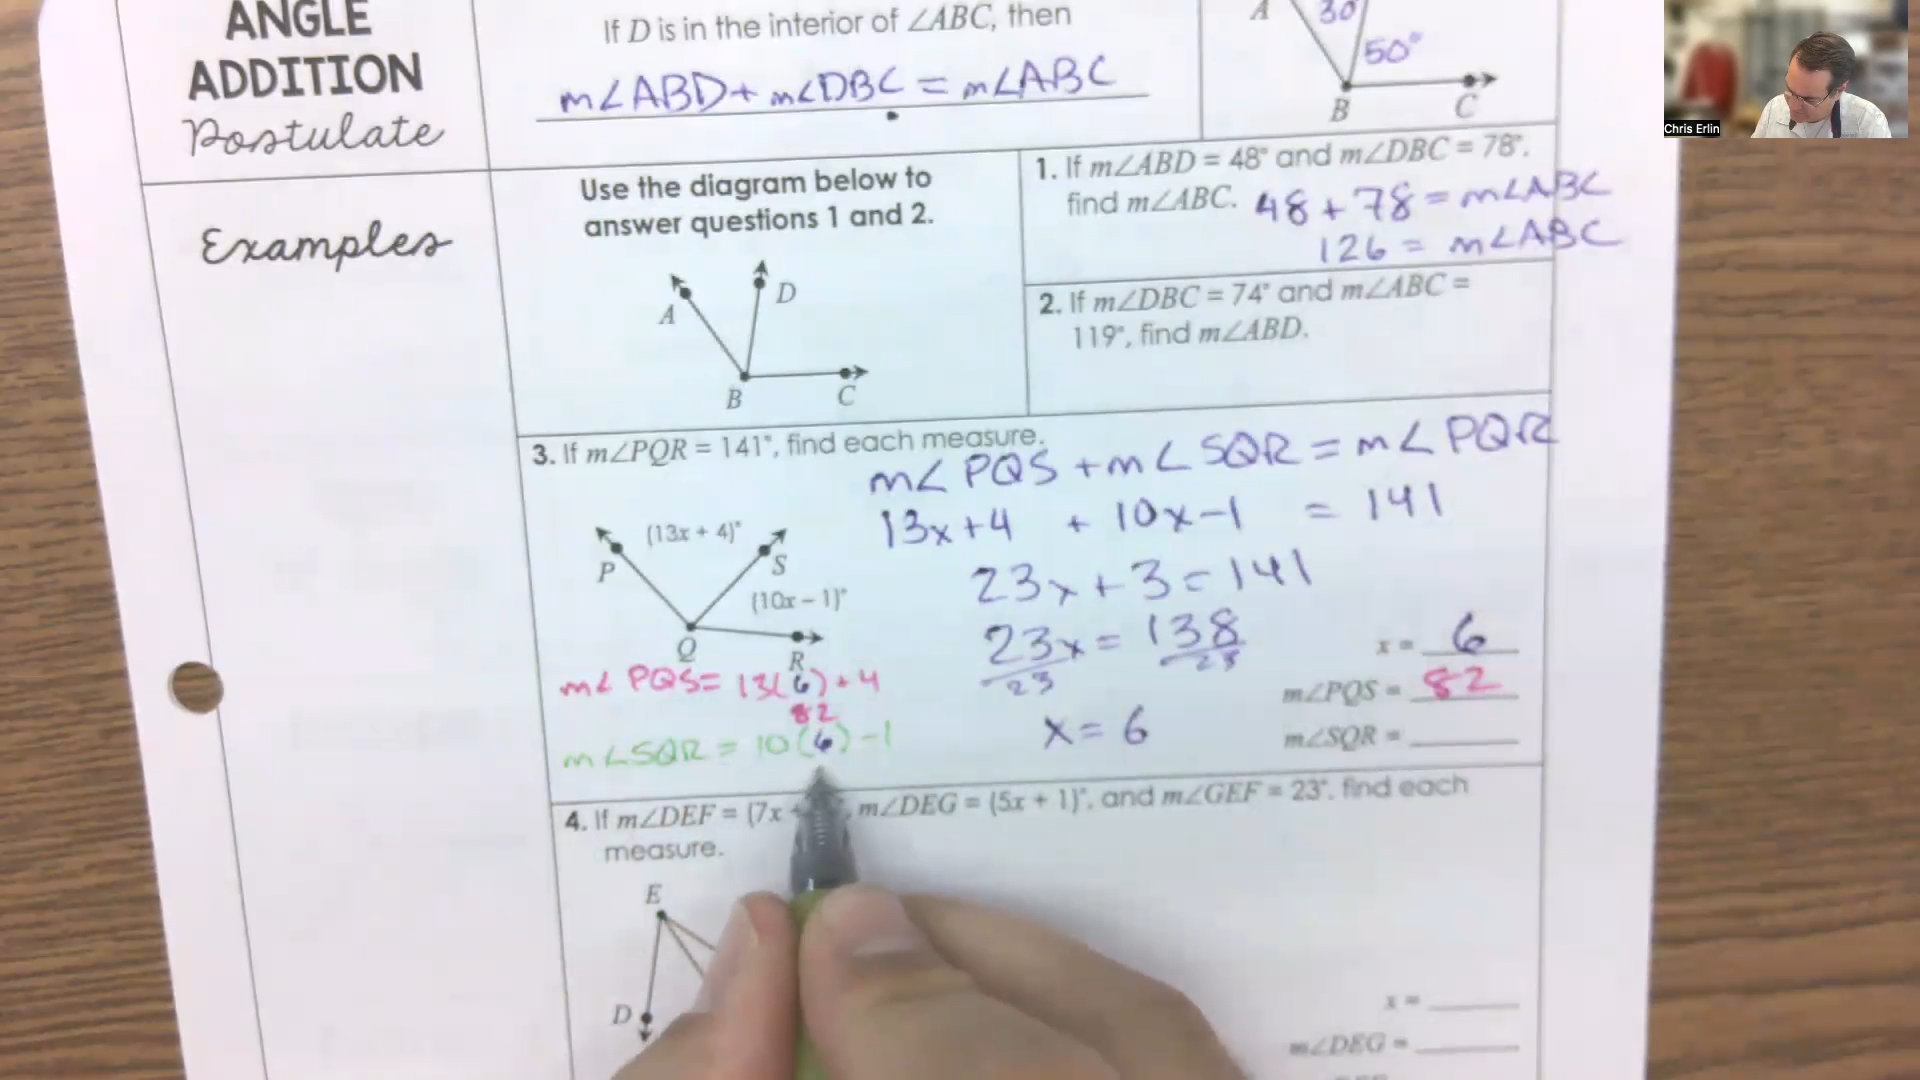 ANGLE
ADDITION
Postulate
If D is in the interior of ∠ABC, then
m∠ABD + m∠DBC = m∠ABC
A
30
50°
B
C
Chris Erlin
Examples
Use the diagram below to
answer questions 1 and 2.
A
D
B
C
1. If m∠ABD = 48° and m∠DBC = 78°,
find m∠ABC. 48 + 78 = m∠ABC
126 = m∠ABC
2. If m∠DBC = 74° and m∠ABC =
119°, find m∠ABD.
3. If m∠PQR = 141°, find each measure.
m∠PQS + m∠SQR = m∠PQR
13x+4 + 10x-1 = 141
23x + 3 = 141
23x = 138
23 23
x = 6
(13x + 4)°
P
S
(10x – 1)°
Q
R
m∠PQS = 13(6) + 4
82
m∠SQR = 10(6) - 1
x = 6
m∠PQS = 82
m∠SQR =
4. If m∠DEF = (7x + , m∠DEG = (5x + 1)°, and m∠GEF = 23°, find each
measure.
E
D
x =
m∠DEG =